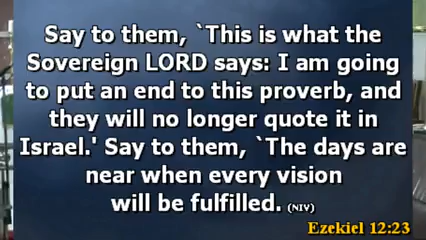 Say to them, `This is what the
Sovereign LORD says: I am going
to put an end to this proverb, and
they will no longer quote it in
Israel.' Say to them, `The days are
near when every vision
will be fulfilled. (NIV)
Ezekiel 12:23